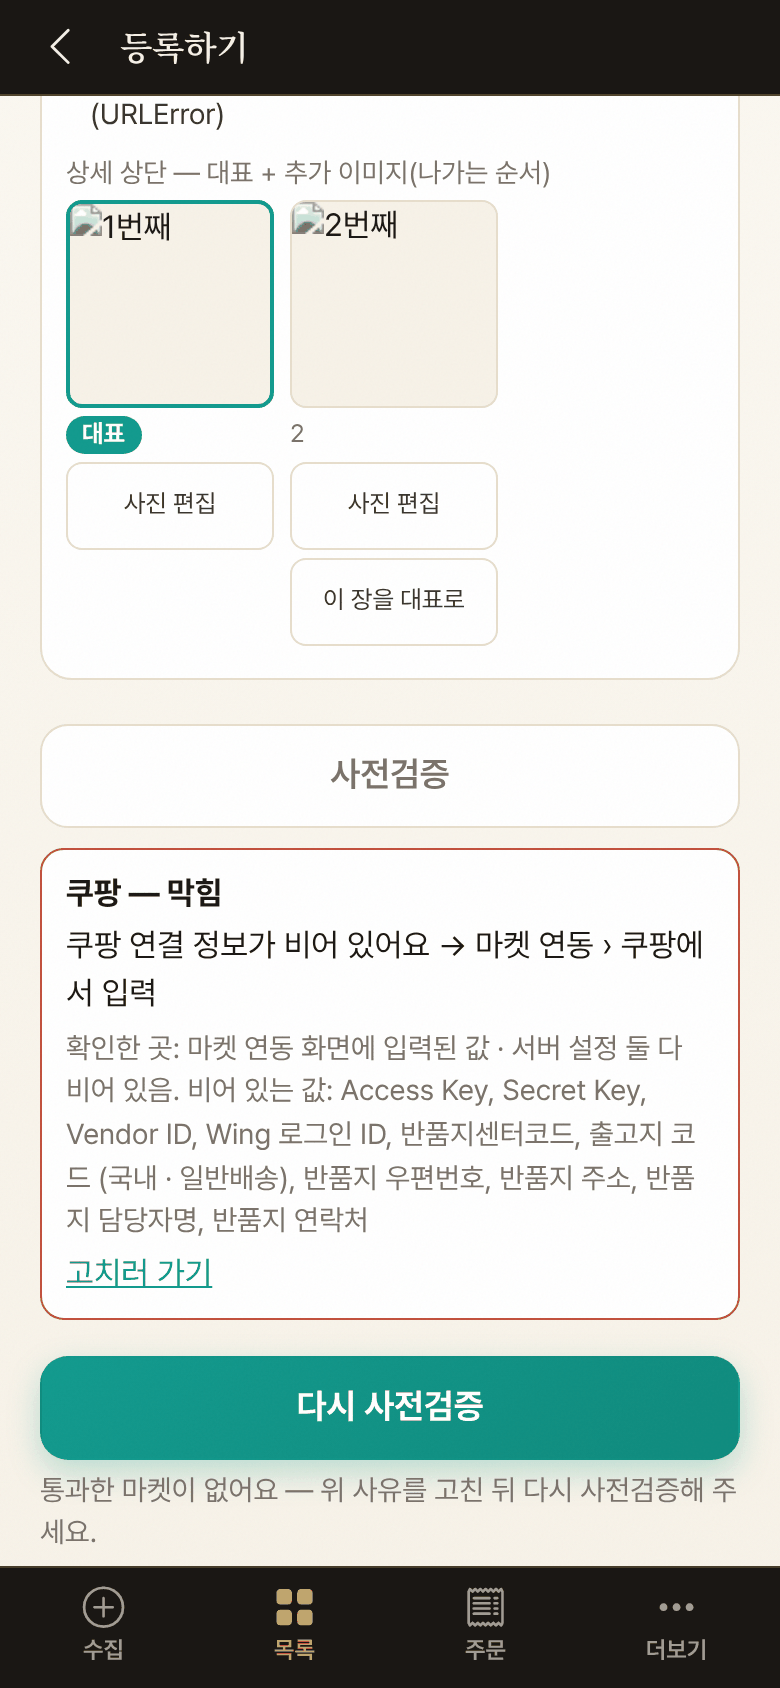 등록하기
(URLError)
상세 상단 — 대표 + 추가 이미지(나가는 순서)
1번째
2번째
대표
2
사진 편집
사진 편집
이 장을 대표로
사전검증
쿠팡 — 막힘
쿠팡 연결 정보가 비어 있어요 → 마켓 연동 › 쿠팡에
서 입력
확인한 곳: 마켓 연동 화면에 입력된 값 · 서버 설정 둘 다
비어 있음. 비어 있는 값: Access Key, Secret Key,
Vendor ID, Wing 로그인 ID, 반품지센터코드, 출고지 코
드 (국내 · 일반배송), 반품지 우편번호, 반품지 주소, 반품
지 담당자명, 반품지 연락처
고치러 가기
다시 사전검증
통과한 마켓이 없어요 — 위 사유를 고친 뒤 다시 사전검증해 주
세요.
수집
목록
주문
더보기